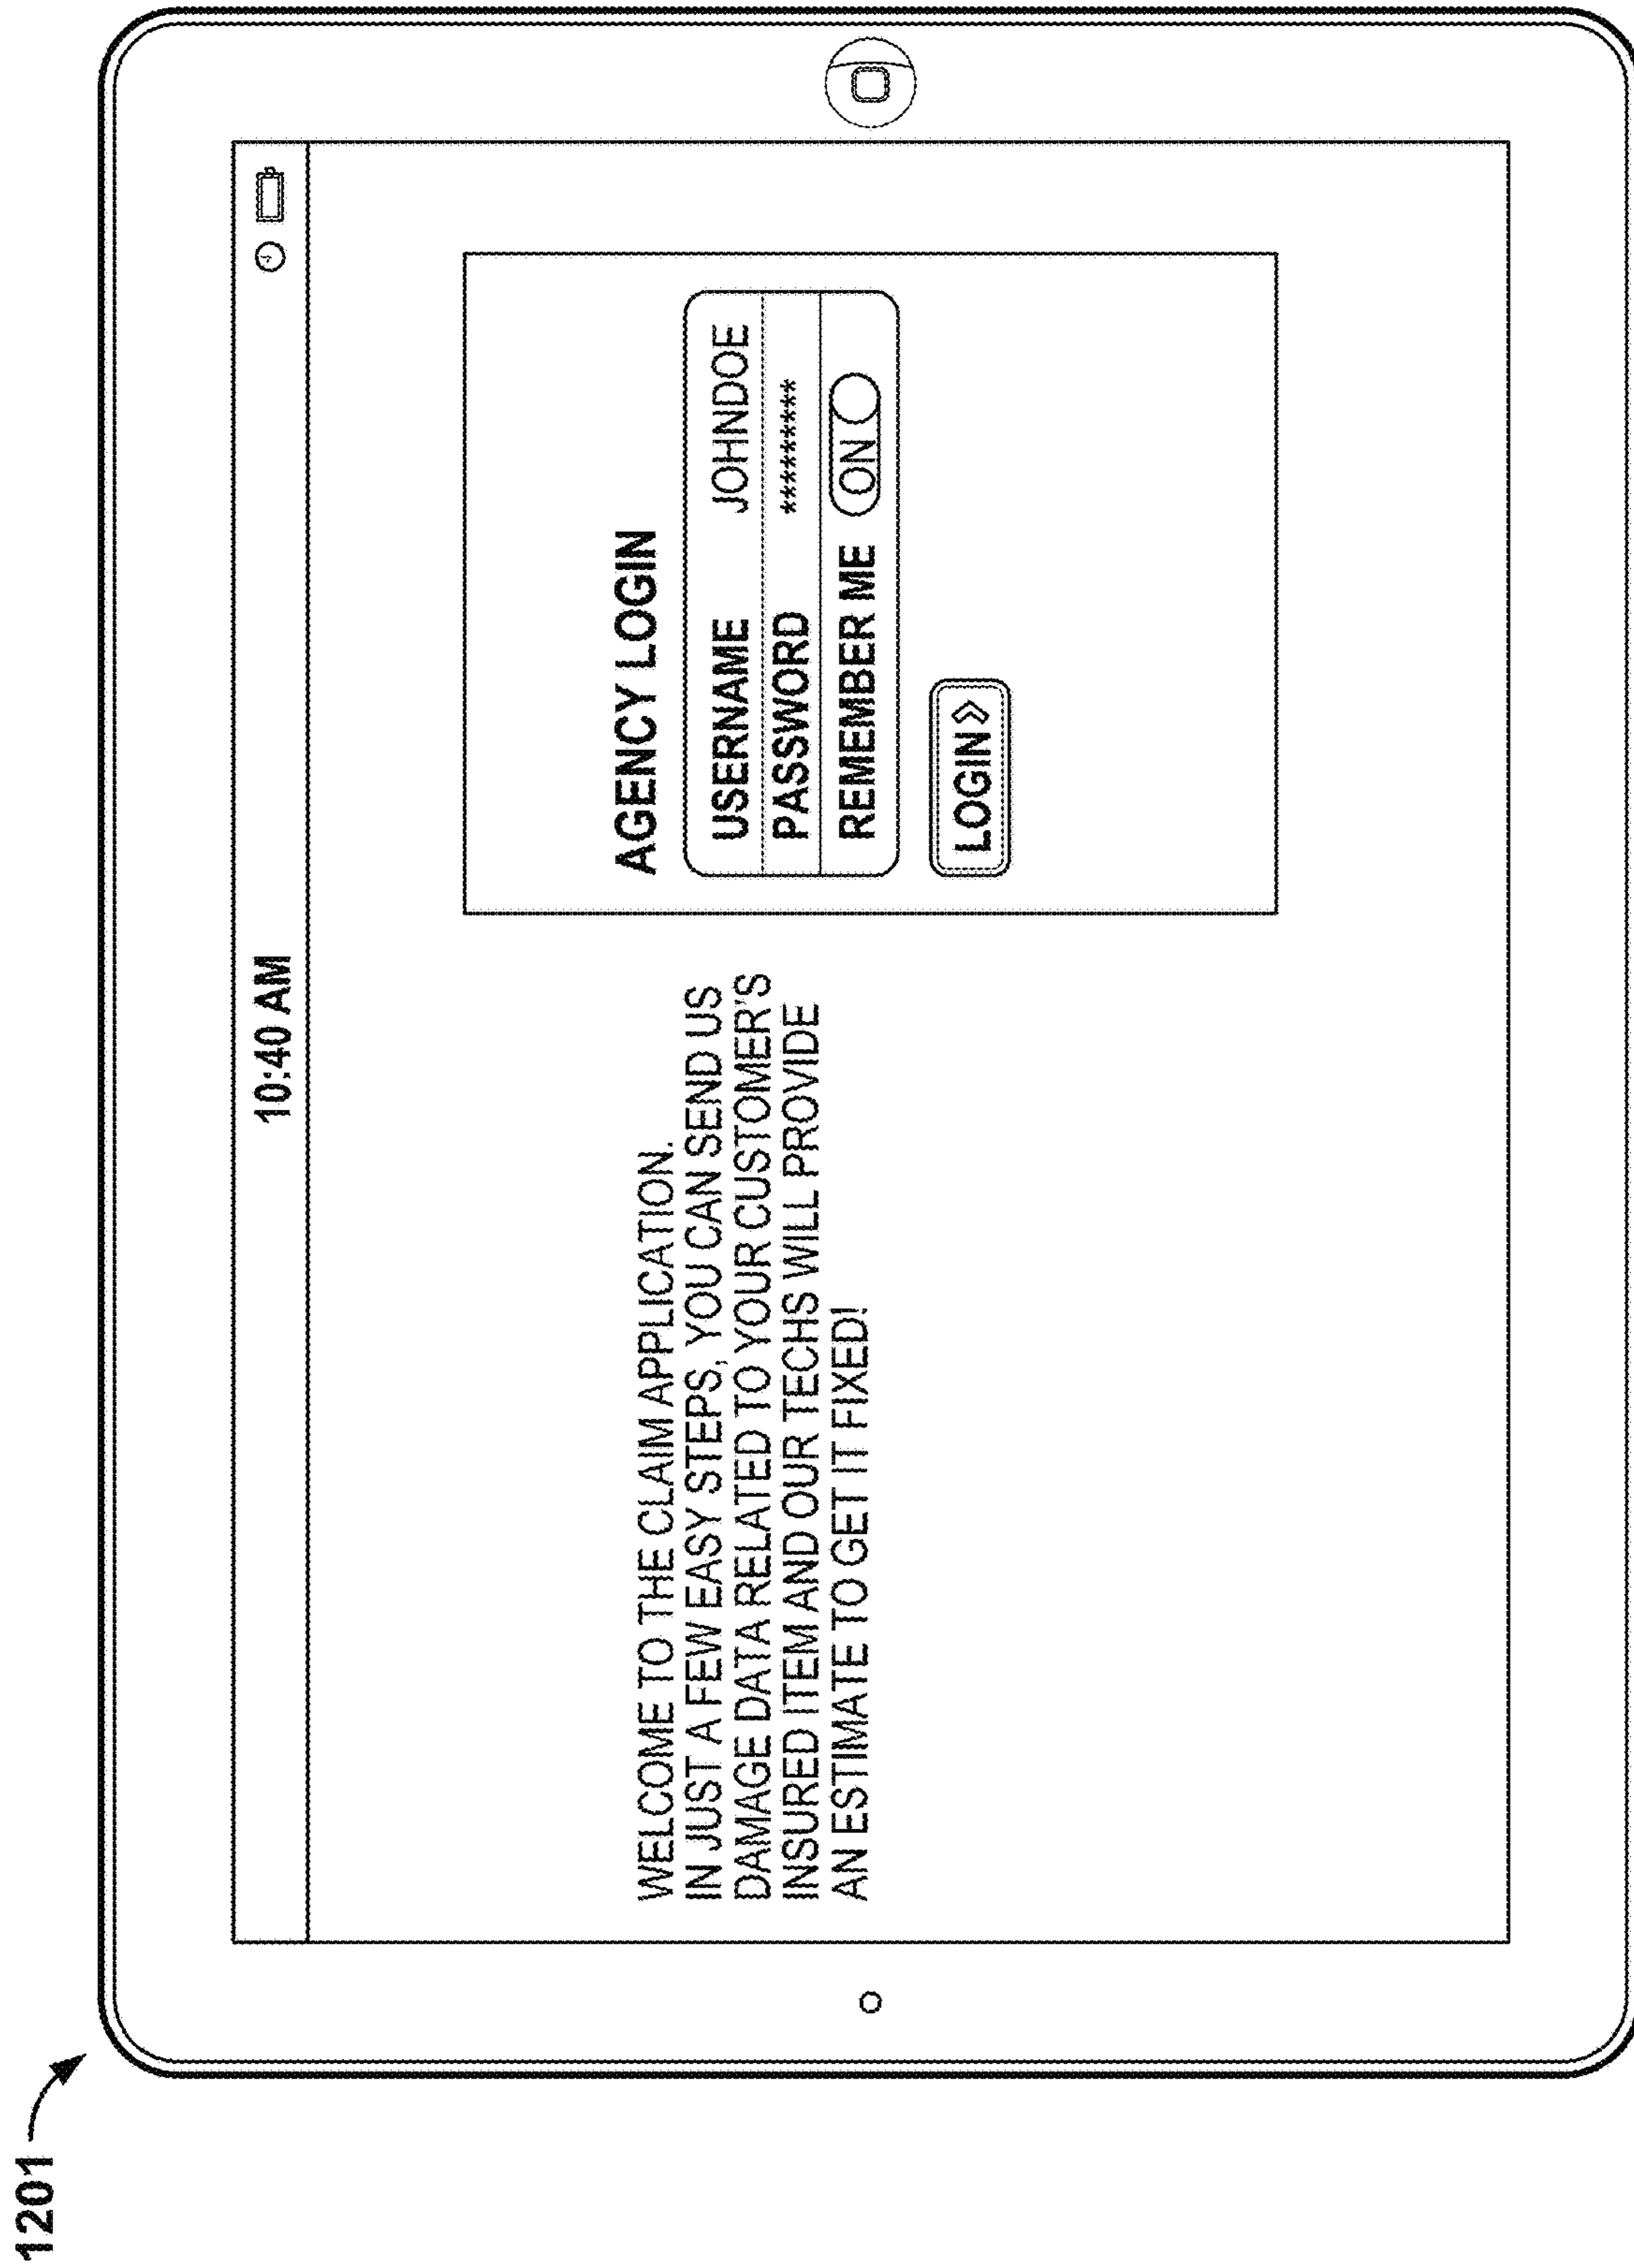 1201
10:40 AM
WELCOME TO THE CLAIM APPLICATION.
IN JUST A FEW EASY STEPS, YOU CAN SEND US
DAMAGE DATA RELATED TO YOUR CUSTOMER'S
INSURED ITEM AND OUR TECHS WILL PROVIDE
AN ESTIMATE TO GET IT FIXED!
AGENCY LOGIN
USERNAME JOHNDOE
PASSWORD *********
REMEMBER ME ON
LOGIN »